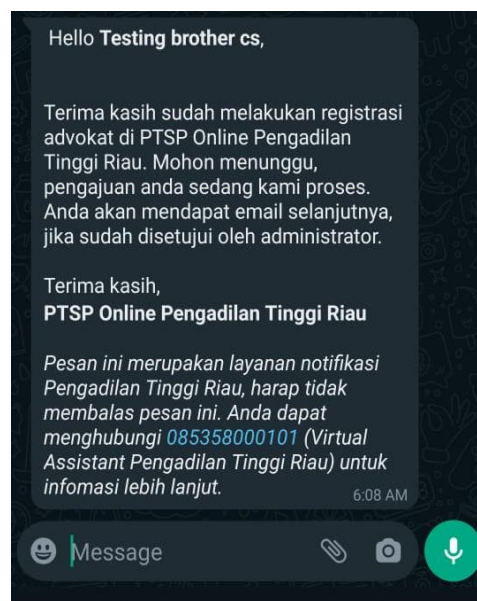 Hello Testing brother cs,
Terima kasih sudah melakukan registrasi
advokat di PTSP Online Pengadilan
Tinggi Riau. Mohon menunggu,
pengajuan anda sedang kami proses.
Anda akan mendapat email selanjutnya,
jika sudah disetujui oleh administrator.
Terima kasih,
PTSP Online Pengadilan Tinggi Riau
Pesan ini merupakan layanan notifikasi
Pengadilan Tinggi Riau, harap tidak
membalas pesan ini. Anda dapat
menghubungi 085358000101 (Virtual
Assistant Pengadilan Tinggi Riau) untuk
infomasi lebih lanjut.
6:08 AM
Message